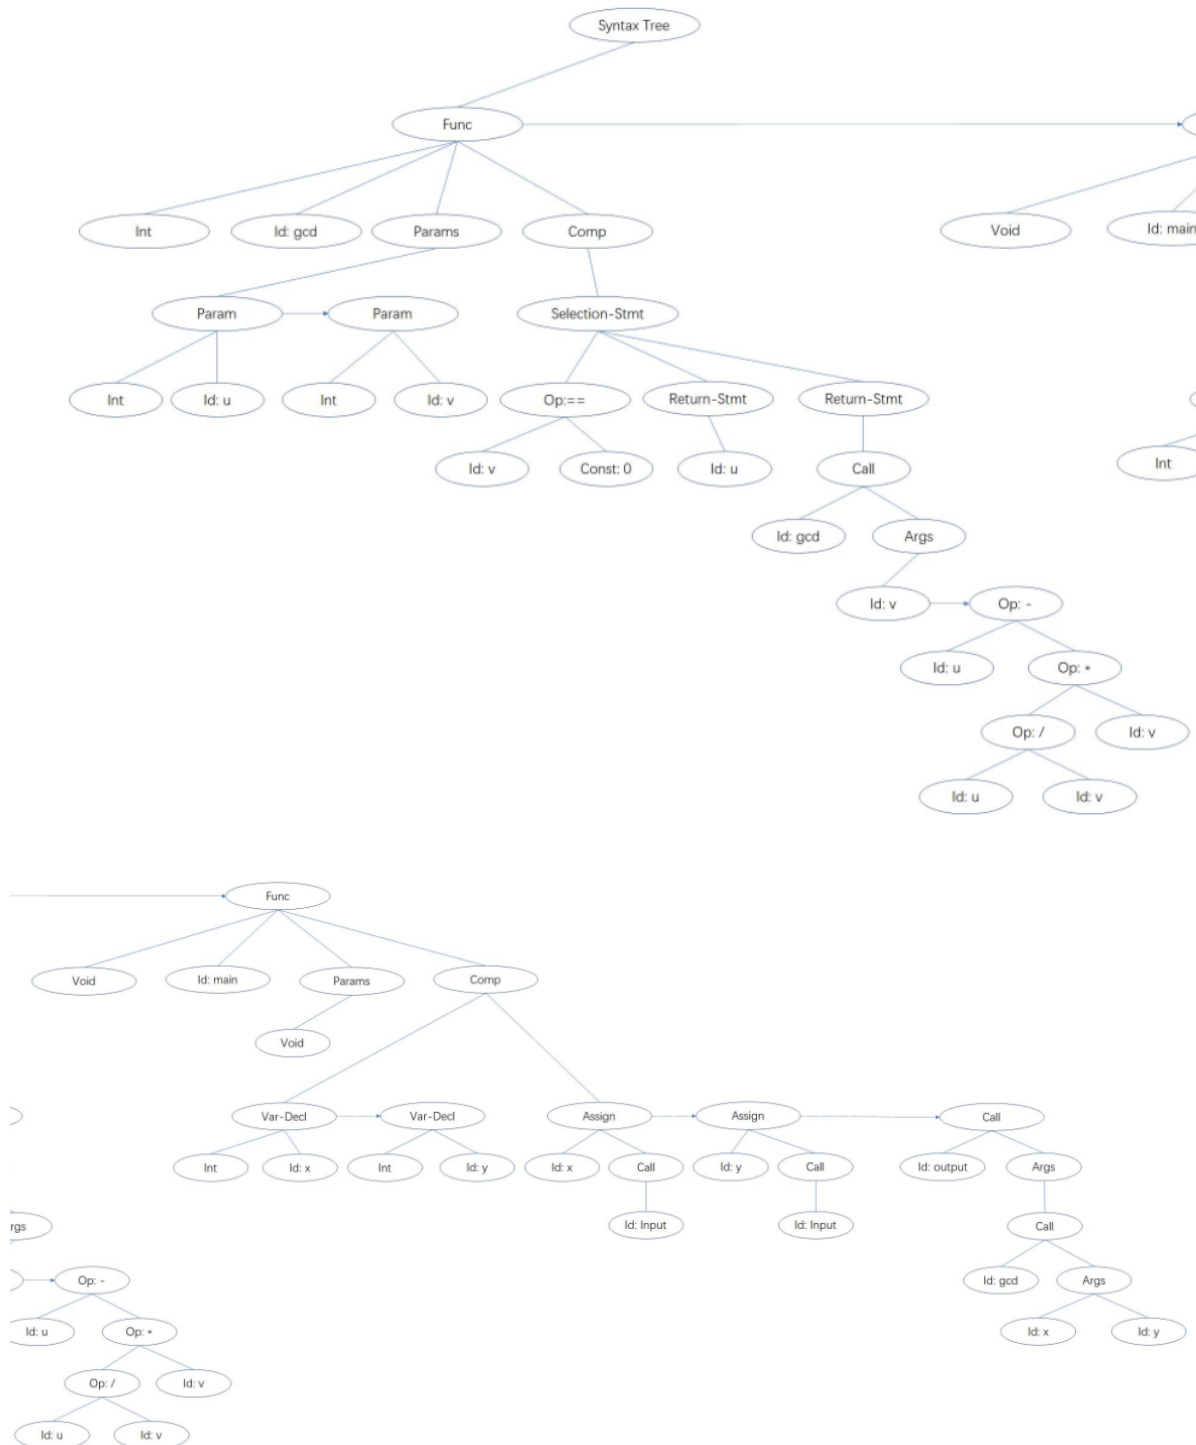 Syntax Tree
Func
Int Id: gcd Params Comp Void Id: main
Param Param Selection-Stmt
Int Id: u Int Id: v Op:== Return-Stmt Return-Stmt
Id: v Const: 0 Id: u Call Int
Id: gcd Args
Id: v Op: -
Id: u Op: *
Op: / Id: v
Id: u Id: v
Func
Void Id: main Params Comp
Void
Var-Decl Var-Decl Assign Assign Call
Int Id: x Int Id: y Id: x Call Id: y Call Id: output Args
rgs Id: Input Id: Input Call
Op: - Id: gcd Args
Id: u Op: * Id: x Id: y
Op: / Id: v
Id: u Id: v